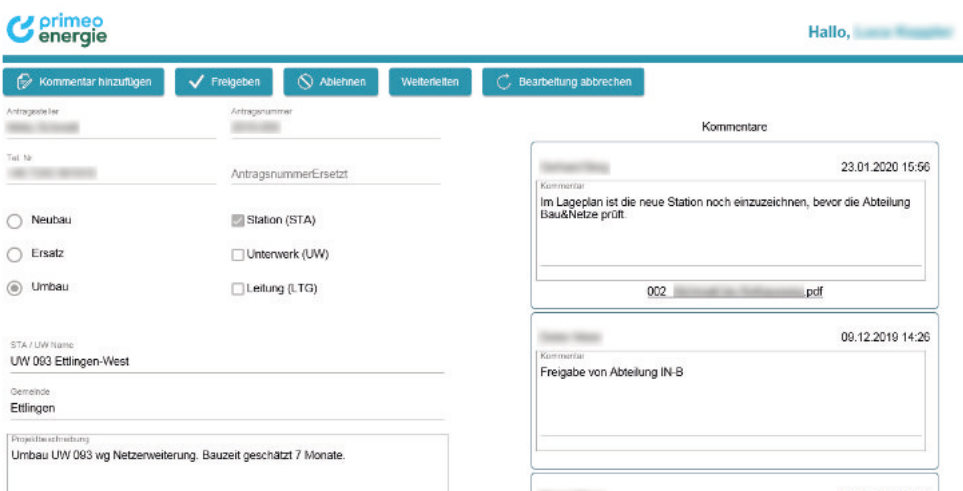 primeo
energie
Hallo,
Kommentar hinzufügen
Freigeben
Ablehnen
Weiterleiten
Bearbeitung abbrechen
Antragssteller
Antragsnummer
Tel. Nr
AntragsnummerErsetzt
Neubau
Station (STA)
Ersatz
Unterwerk (UW)
Umbau
Leitung (LTG)
STA / UW Name
UW 093 Ettlingen-West
Gemeinde
Ettlingen
Projektbeschreibung
Umbau UW 093 wg Netzerweiterung. Bauzeit geschätzt 7 Monate.
Kommentare
23.01.2020 15:56
Kommentar
Im Lageplan ist die neue Station noch einzuzeichnen, bevor die Abteilung
Bau&Netze prüft.
002 .pdf
09.12.2019 14:26
Kommentar
Freigabe von Abteilung IN-B